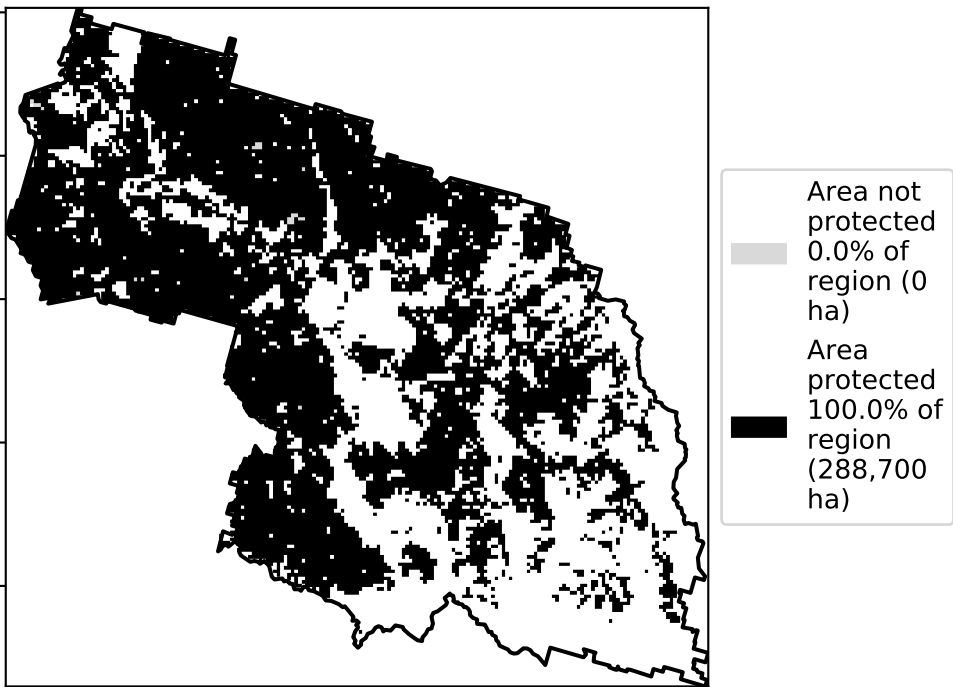 Area not
protected
0.0% of
region (0
ha)
Area
protected
100.0% of
region
(288,700
ha)